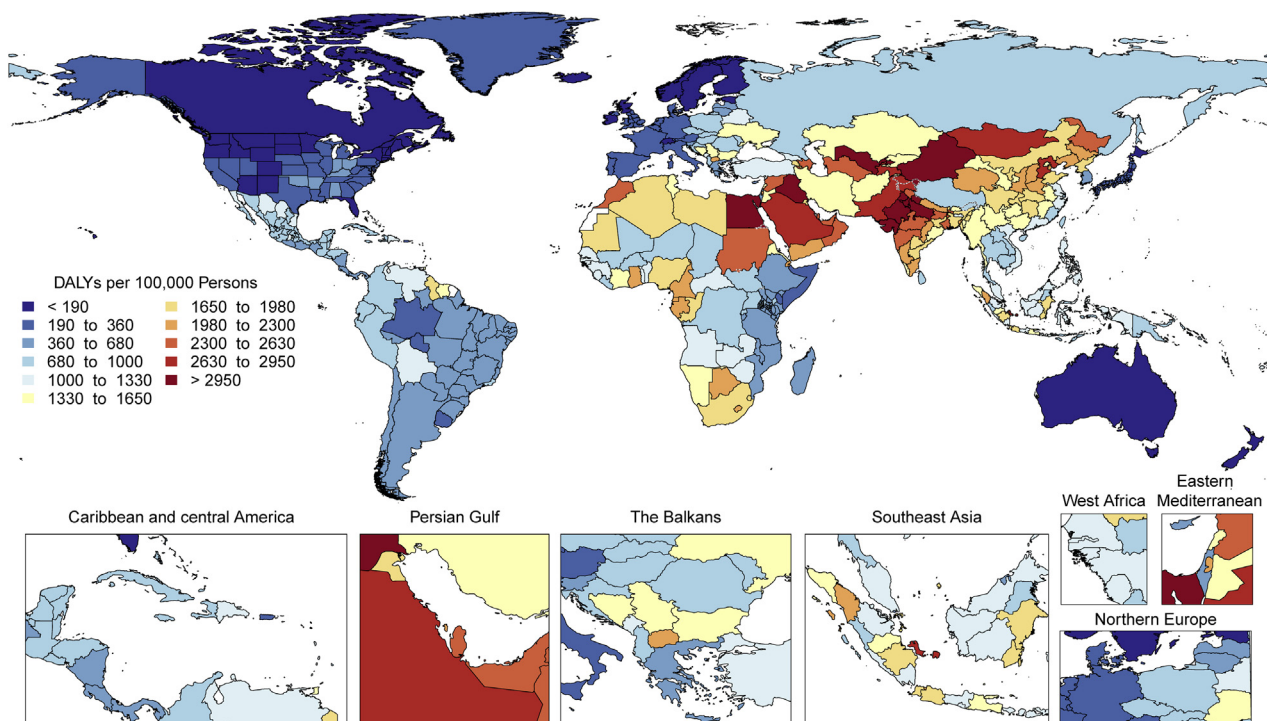 DALYs per 100,000 Persons
< 190
190 to 360
360 to 680
680 to 1000
1000 to 1330
1330 to 1650
1650 to 1980
1980 to 2300
2300 to 2630
2630 to 2950
> 2950
Caribbean and central America
Persian Gulf
The Balkans
Southeast Asia
West Africa
Eastern
Mediterranean
Northern Europe